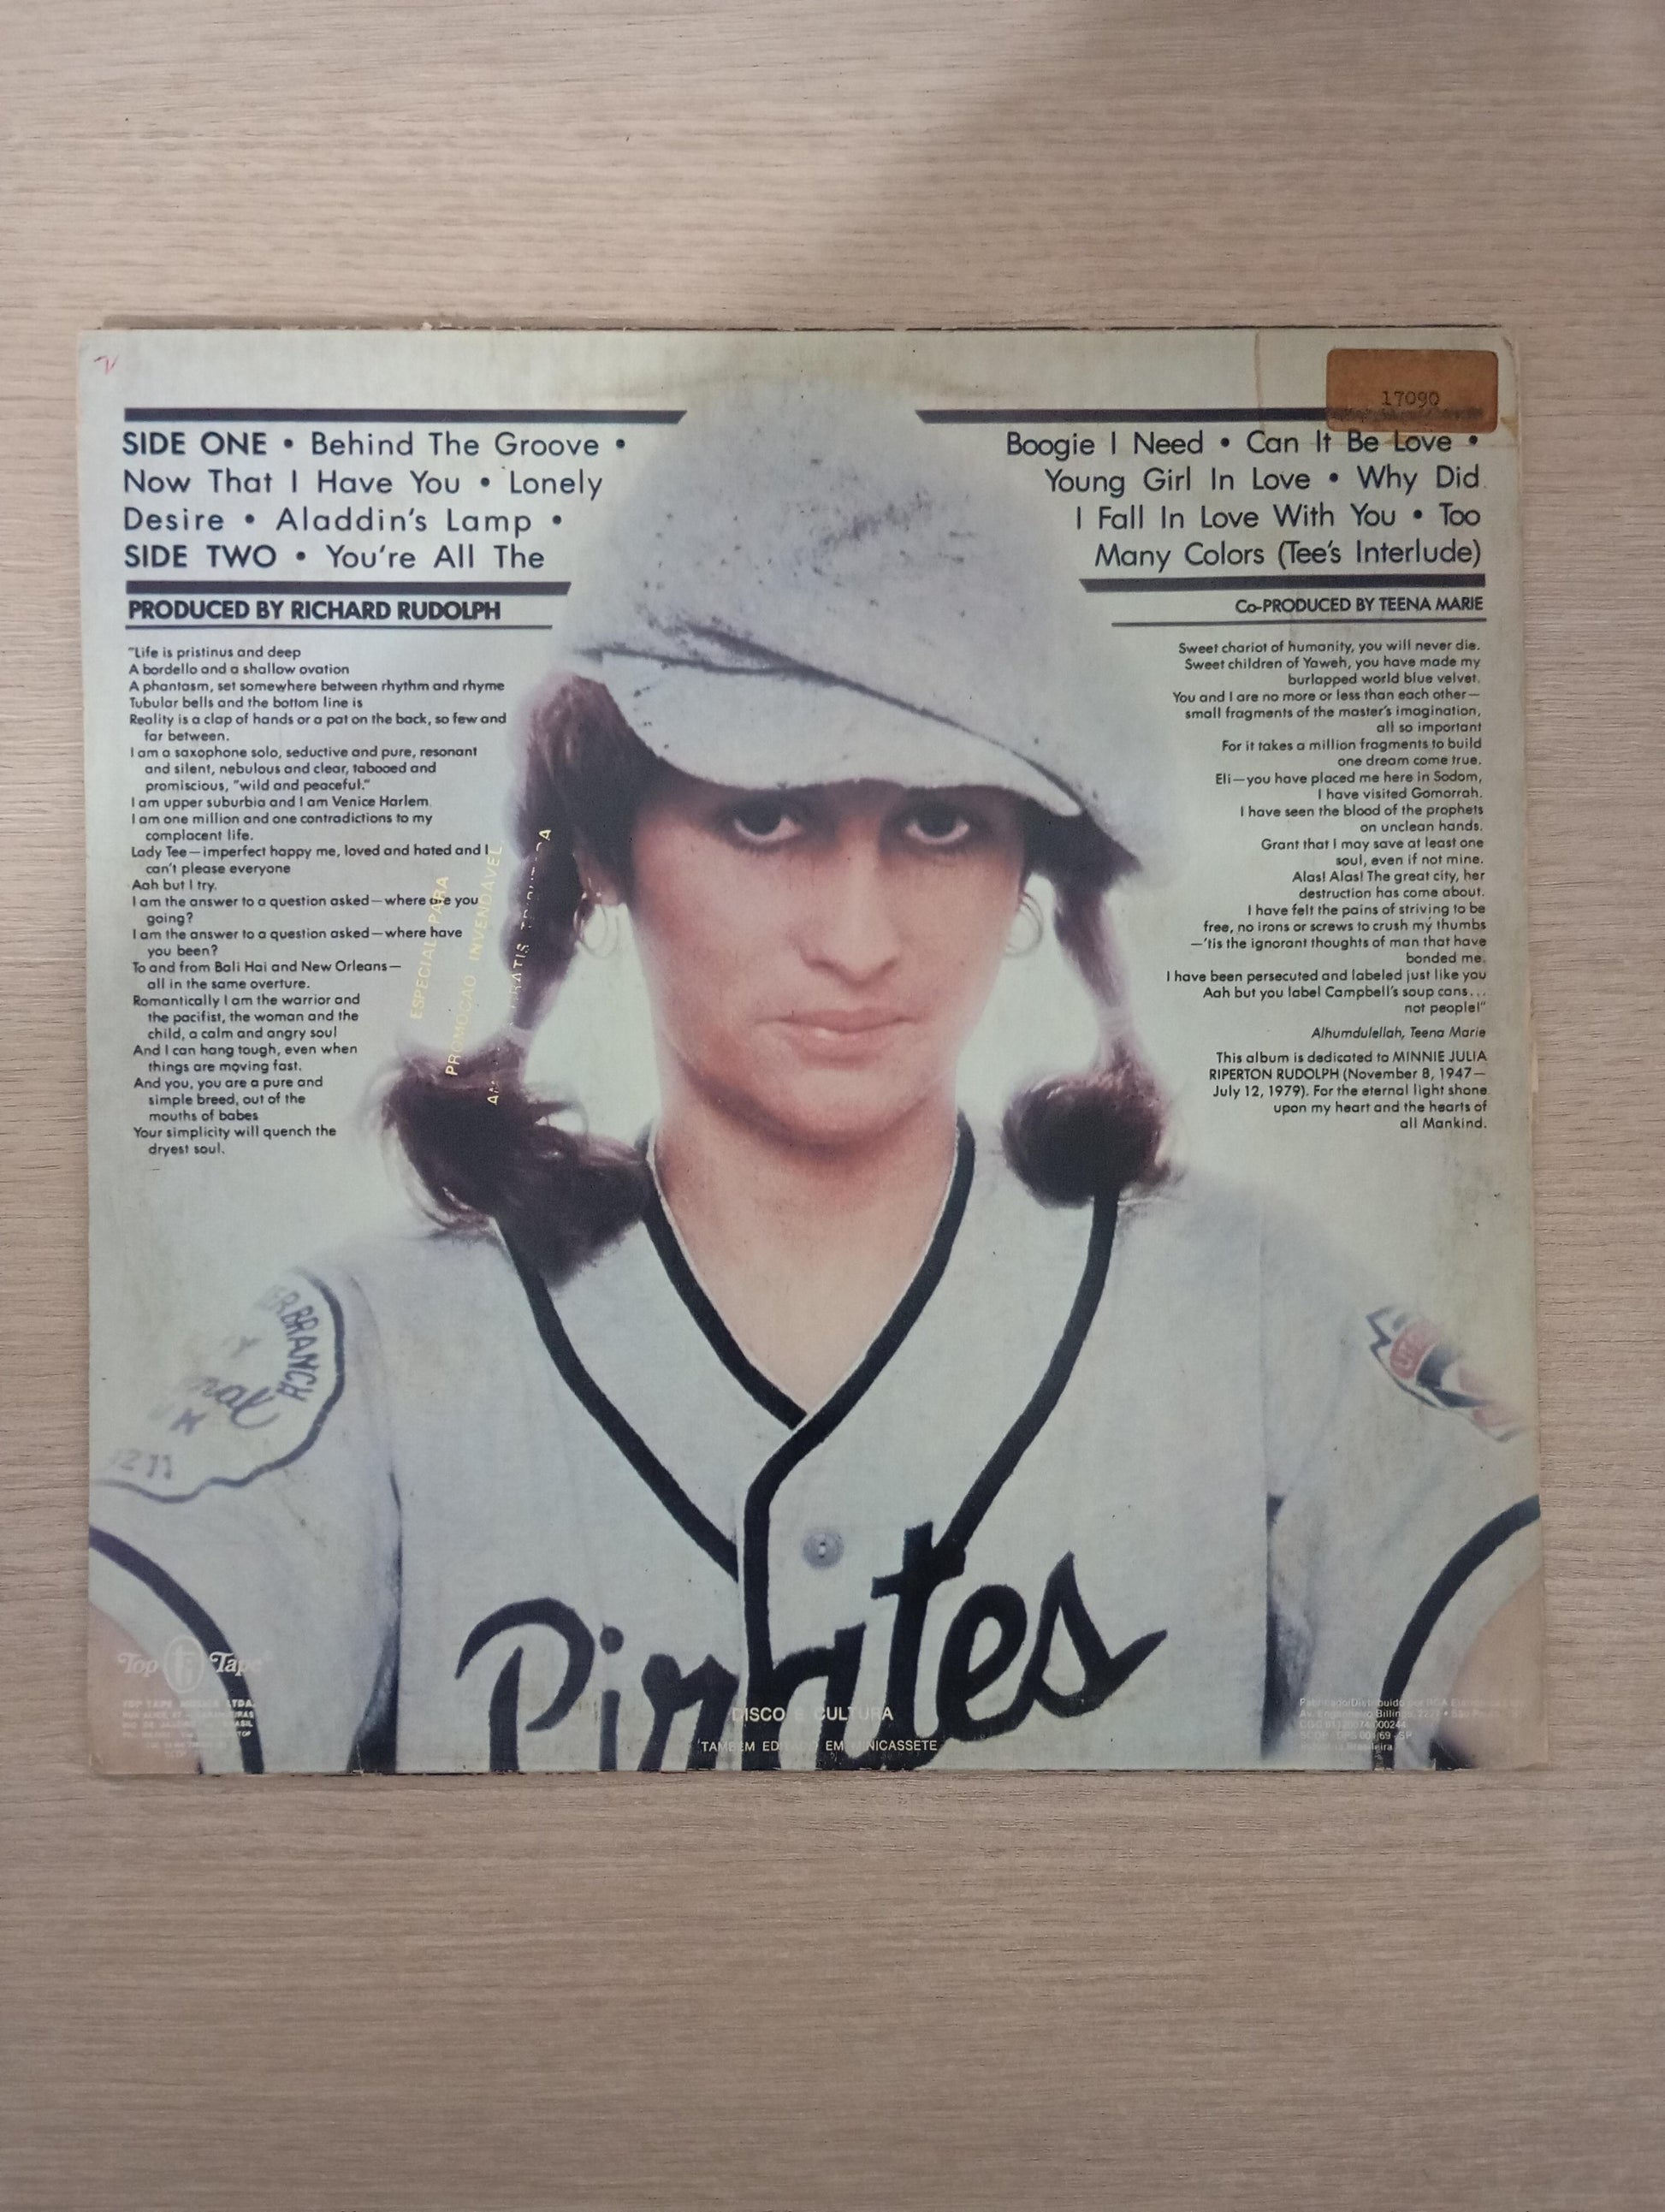 17090
SIDE ONE • Behind The Groove •
Now That I Have You • Lonely
Desire • Aladdin's Lamp •
SIDE TWO • You're All The
Boogie I Need • Can It Be Love •
Young Girl In Love • Why Did
I Fall In Love With You • Too
Many Colors (Tee's Interlude)
PRODUCED BY RICHARD RUDOLPH
Co-PRODUCED BY TEENA MARIE
"Life is pristinus and deep
A bordello and a shallow ovation
A phantasm, set somewhere between rhythm and rhyme
Tubular bells and the bottom line is
Reality is a clap of hands or a pat on the back, so few and
far between.
I am a saxophone solo, seductive and pure, resonant
and silent, nebulous and clear, tabooed and
promiscious, "wild and peaceful."
I am upper suburbia and I am Venice Harlem
I am one million and one contradictions to my
complacent life.
Lady Tee—imperfect happy me, loved and hated and I
can't please everyone
Aah but I try.
I am the answer to a question asked—where are you
going?
I am the answer to a question asked—where have
you been?
To and from Bali Hai and New Orleans—
all in the same overture.
Romantically I am the warrior and
the pacifist, the woman and the
child, a calm and angry soul
And I can hang tough, even when
things are moving fast.
And you, you are a pure and
simple breed, out of the
mouths of babes
Your simplicity will quench the
dryest soul.
Sweet chariot of humanity, you will never die.
Sweet children of Yaweh, you have made my
burlapped world blue velvet.
You and I are no more or less than each other—
small fragments of the master's imagination,
all so important
For it takes a million fragments to build
one dream come true.
Eli—you have placed me here in Sodom,
I have visited Gomorrah.
I have seen the blood of the prophets
on unclean hands.
Grant that I may save at least one
soul, even if not mine.
Alas! Alas! The great city, her
destruction has come about.
I have felt the pains of striving to be
free, no irons or screws to crush my thumbs
—'tis the ignorant thoughts of man that have
bonded me.
I have been persecuted and labeled just like you
Aah but you label Campbell's soup cans...
not people!"
Alhumdulellah, Teena Marie
This album is dedicated to MINNIE JULIA
RIPERTON RUDOLPH (November 8, 1947—
July 12, 1979). For the eternal light shone
upon my heart and the hearts of
all Mankind.
ESPECIAL PARA
PROMOÇÃO INVENDAVEL
GRATIS
BRANCH
Pirates
Top Tape
DISCO É CULTURA
TAMBEM EDITADO EM MINICASSETE